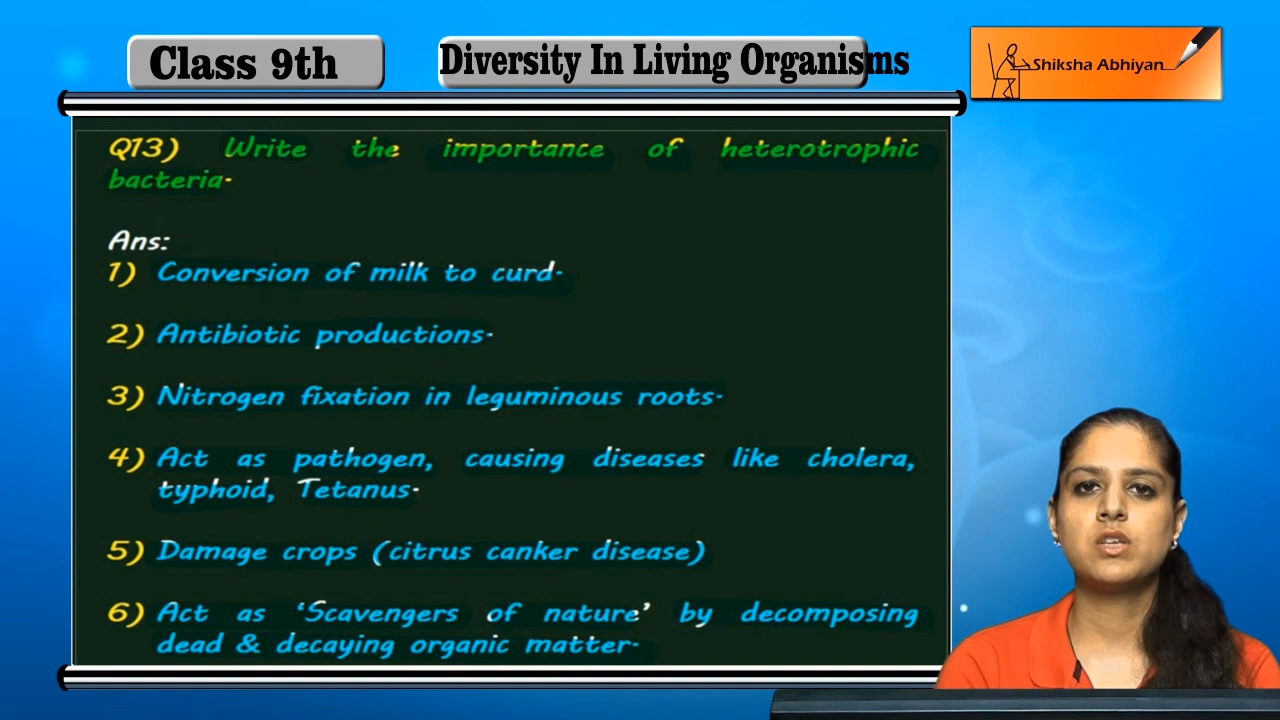 Class 9th
Diversity In Living Organisms
Shiksha Abhiyan
Q13) Write the importance of heterotrophic
bacteria.
Ans:
1) Conversion of milk to curd.
2) Antibiotic productions.
3) Nitrogen fixation in leguminous roots.
4) Act as pathogen, causing diseases like cholera,
typhoid, Tetanus.
5) Damage crops (citrus canker disease)
6) Act as ‘Scavengers of nature’ by decomposing
dead & decaying organic matter.